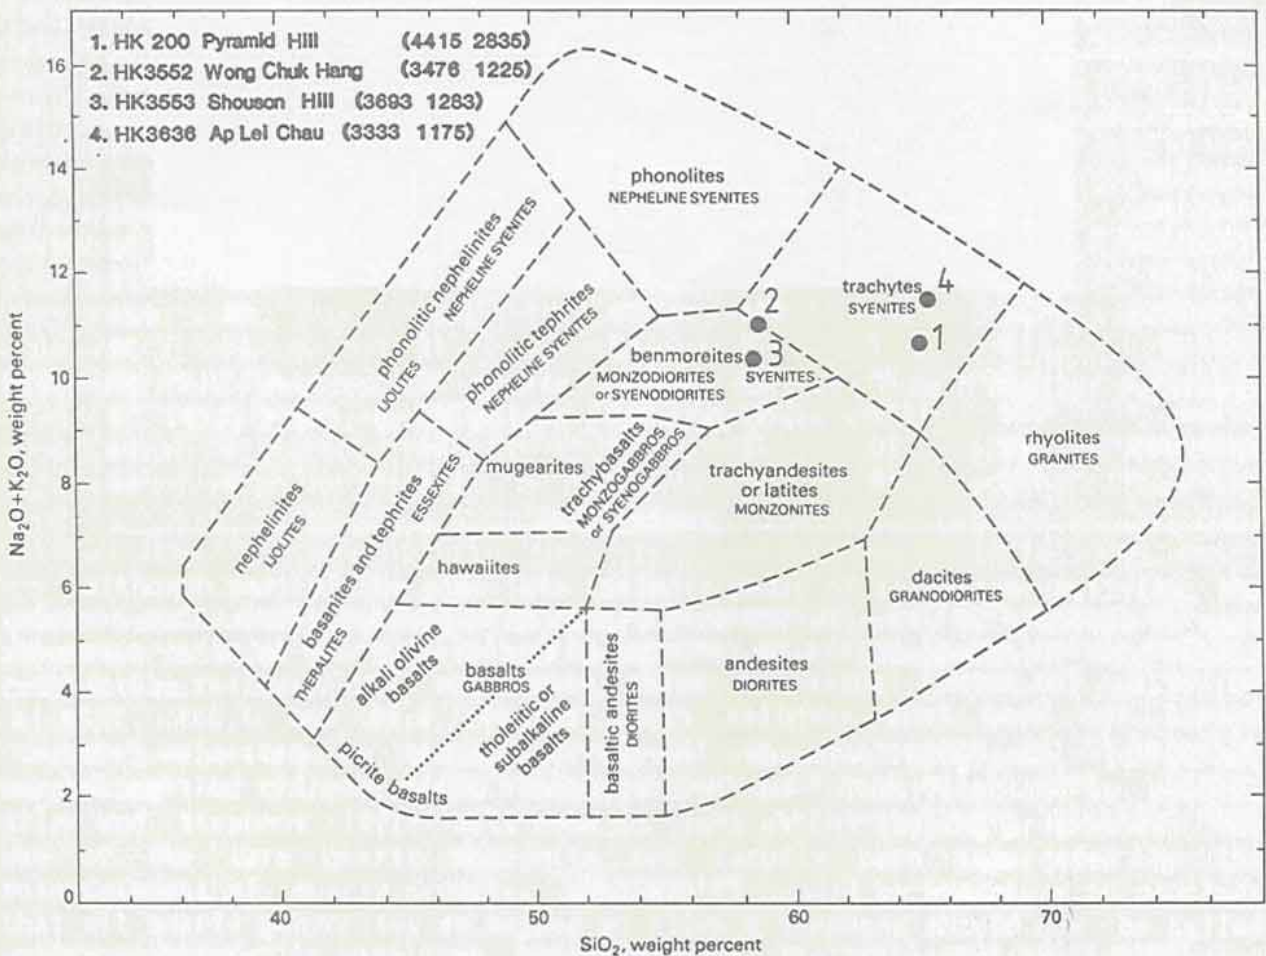 1. HK 200 Pyramid Hill (4415 2835)
2. HK3552 Wong Chuk Hang (3476 1225)
3. HK3553 Shouson Hill (3693 1283)
4. HK3636 Ap Lei Chau (3333 1175)
16
14
12
10
8
6
4
2
0
Na₂O+K₂O, weight percent
phonolites
NEPHELINE SYENITES
phonolitic nephelinites
IJOLITES
NEPHELINE SYENITES
phonolitic tephrites
NEPHELINE SYENITES
trachytes
SYENITES
4
1
2
3
benmoreites
MONZODIORITES
or SYENODIORITES
SYENITES
nephelinites
IJOLITES
basanites and tephrites
THERALITES
ESSEXITES
mugearites
trachybasalts
MONZOGABBROS
or SYENOGABBROS
trachyandesites
or latites
MONZONITES
rhyolites
GRANITES
hawaiites
dacites
GRANODIORITES
alkali olivine
basalts
basalts
GABBROS
tholeiitic or
subalkaline
basalts
basaltic andesites
DIORITES
andesites
DIORITES
picrite
basalts
40
50
60
70
SiO₂, weight percent